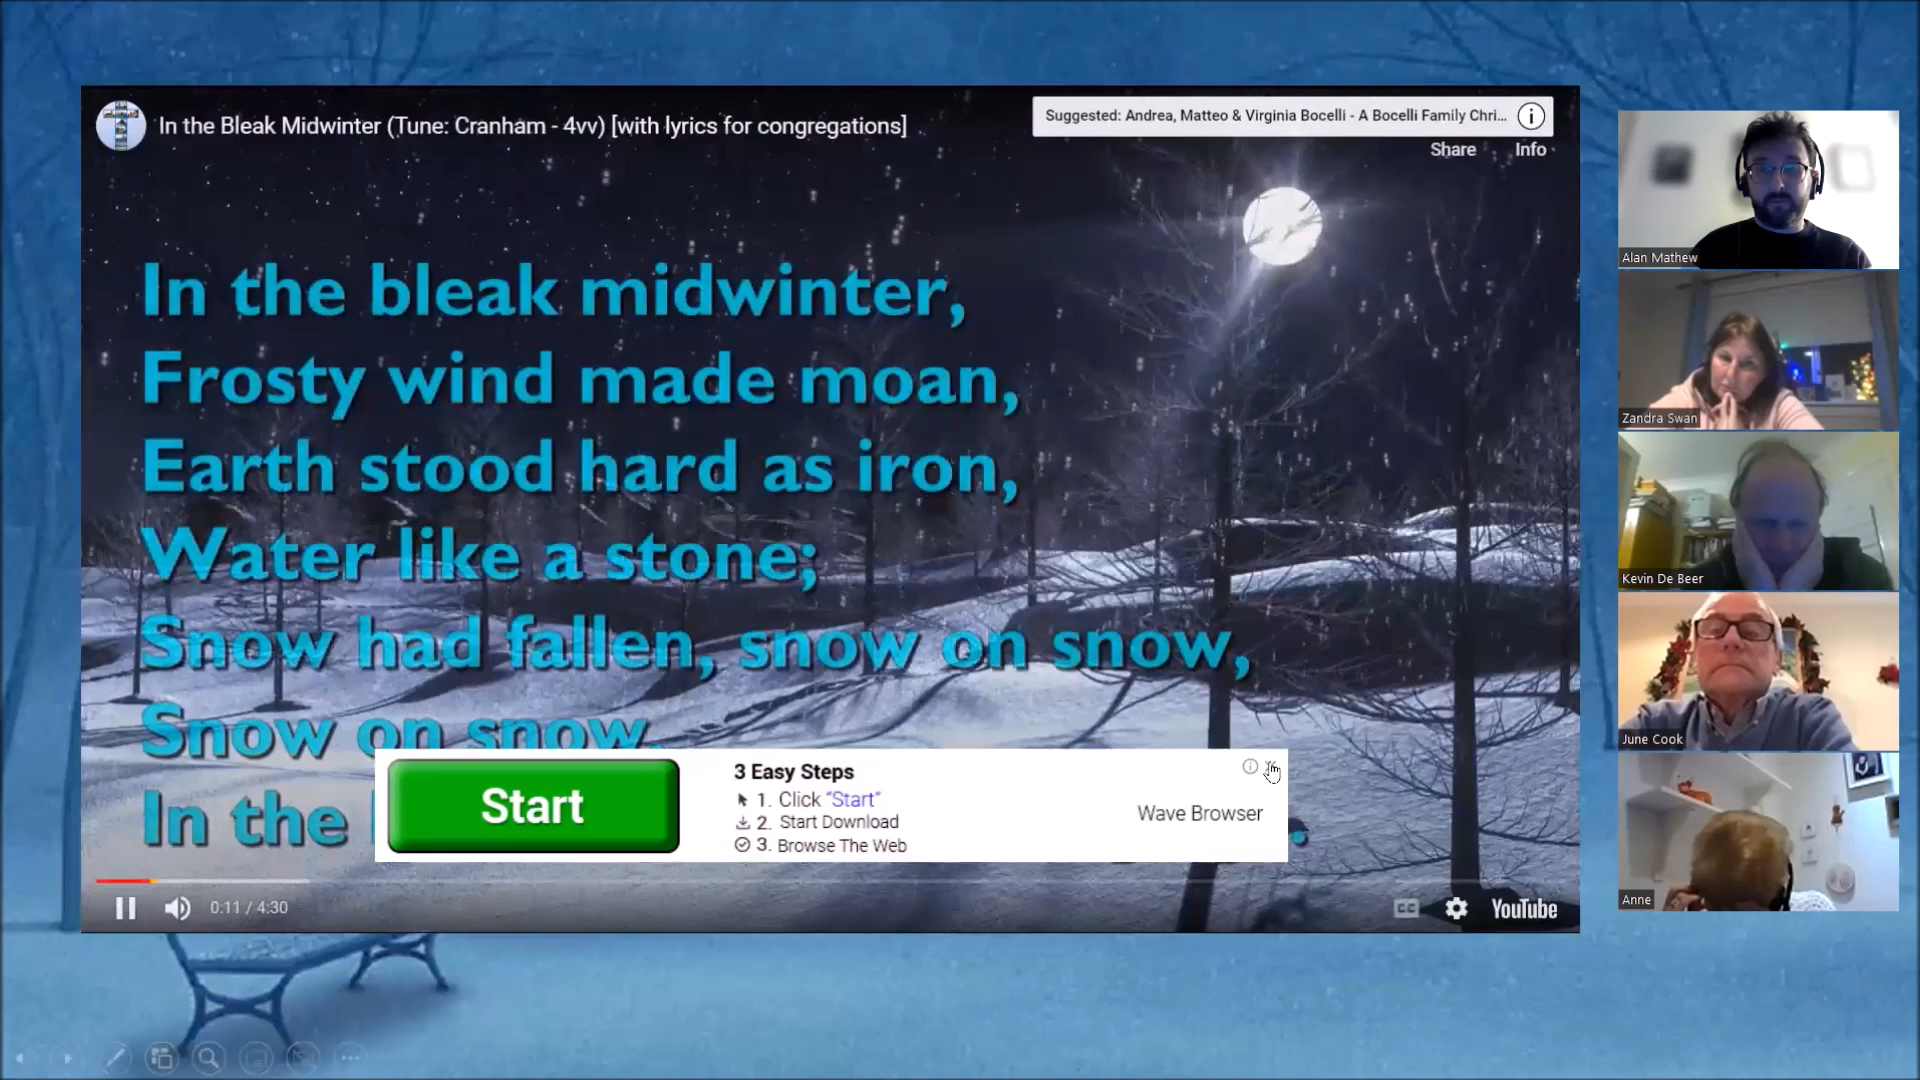 In the Bleak Midwinter (Tune: Cranham - 4vv) [with lyrics for congregations]
Suggested: Andrea, Matteo & Virginia Bocelli - A Bocelli Family Chri...
Share Info
In the bleak midwinter,
Frosty wind made moan,
Earth stood hard as iron,
Water like a stone;
Snow had fallen, snow on snow,
Snow on snow,
In the
Start
3 Easy Steps
1. Click "Start"
2. Start Download
3. Browse The Web
Wave Browser
0:11 / 4:30
CC
YouTube
Alan Mathew
Zandra Swan
Kevin De Beer
June Cook
Anne